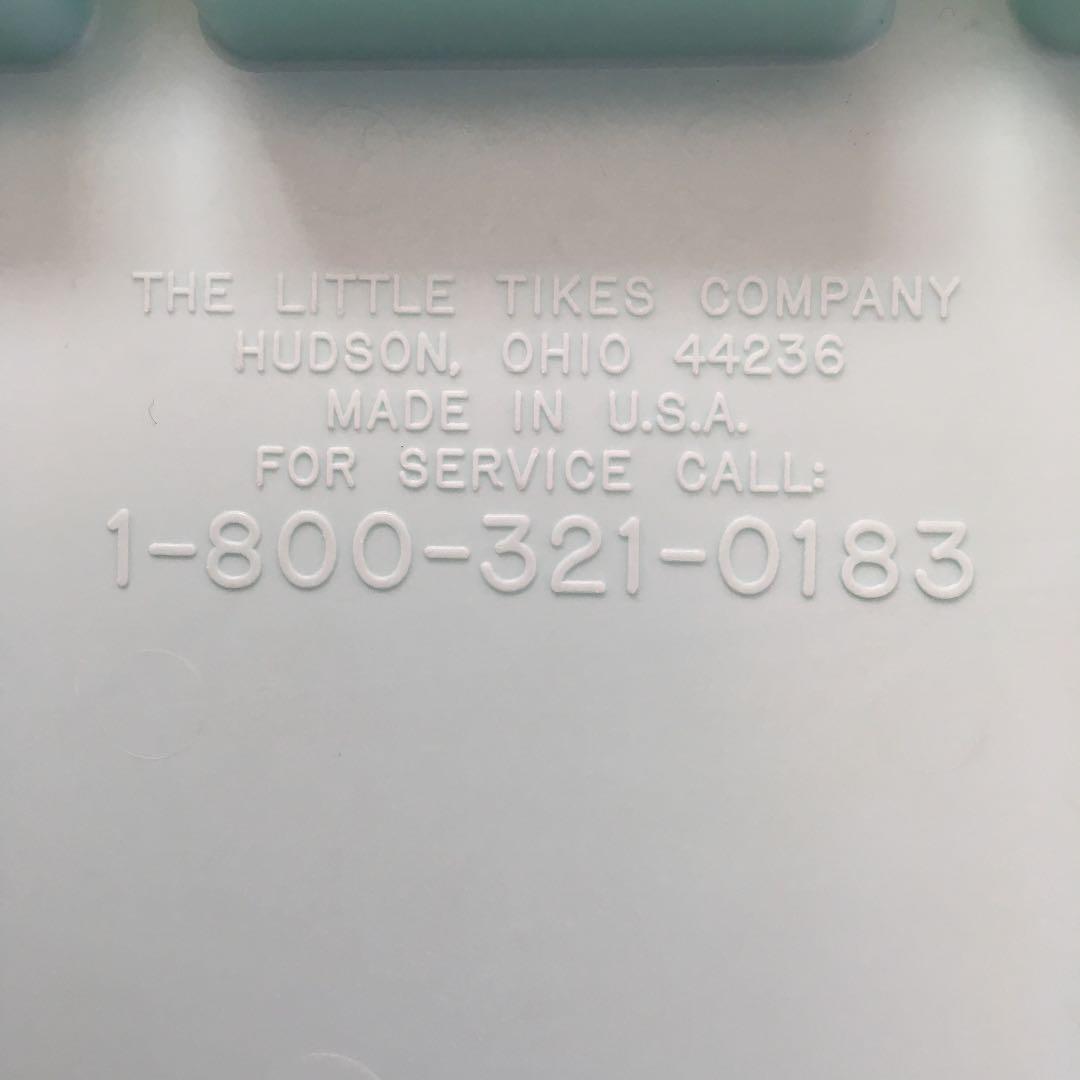 THE LITTLE TIKES COMPANY
HUDSON, OHIO 44236
MADE IN U.S.A.
FOR SERVICE CALL:
1-800-321-0183